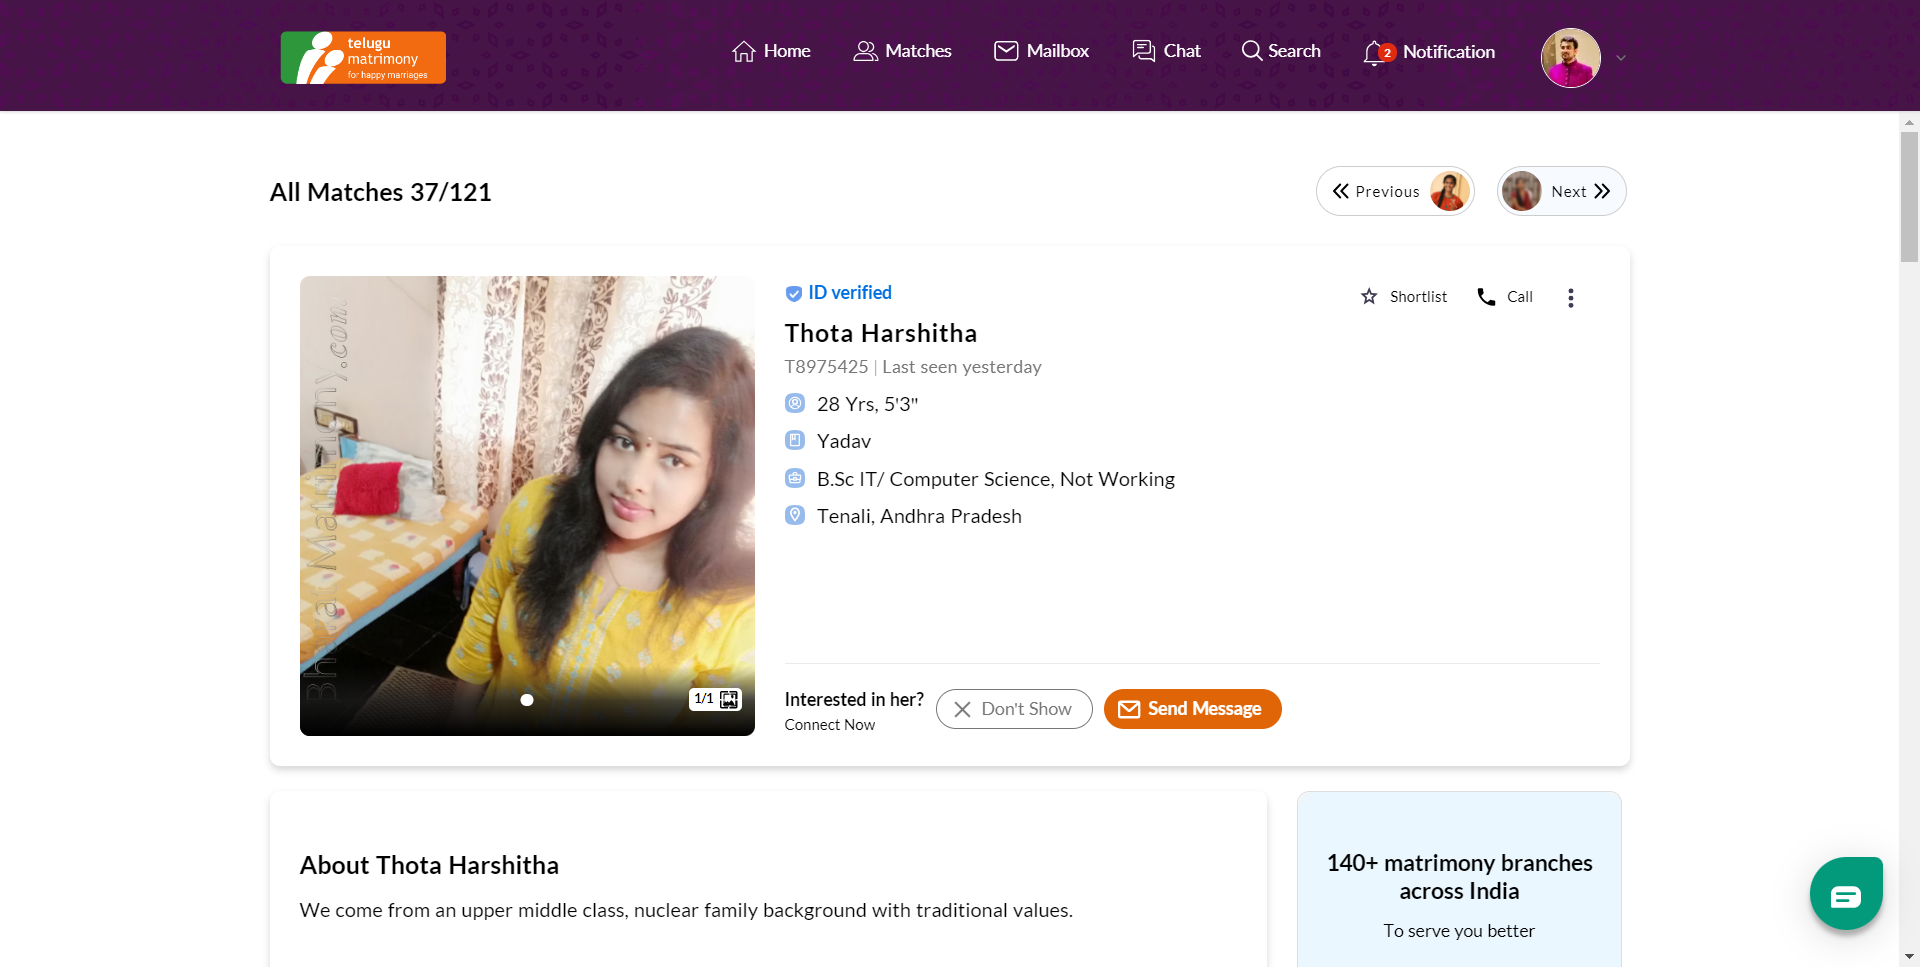 telugu
matrimony
for happy marriages
Home
Matches
Mailbox
Chat
Search
2
Notification
All Matches 37/121
Previous
Next
BharatMatrimony.com
ID verified
Shortlist
Call
Thota Harshitha
T8975425 | Last seen yesterday
28 Yrs, 5'3"
Yadav
B.Sc IT/ Computer Science, Not Working
Tenali, Andhra Pradesh
1/1
Interested in her?
Connect Now
Don't Show
Send Message
About Thota Harshitha
We come from an upper middle class, nuclear family background with traditional values.
140+ matrimony branches
across India
To serve you better